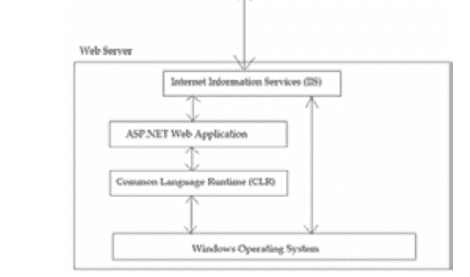 Web Server
Internet Information Services (IIS)
ASP.NET Web Application
Common Language Runtime (CLR)
Windows Operating System